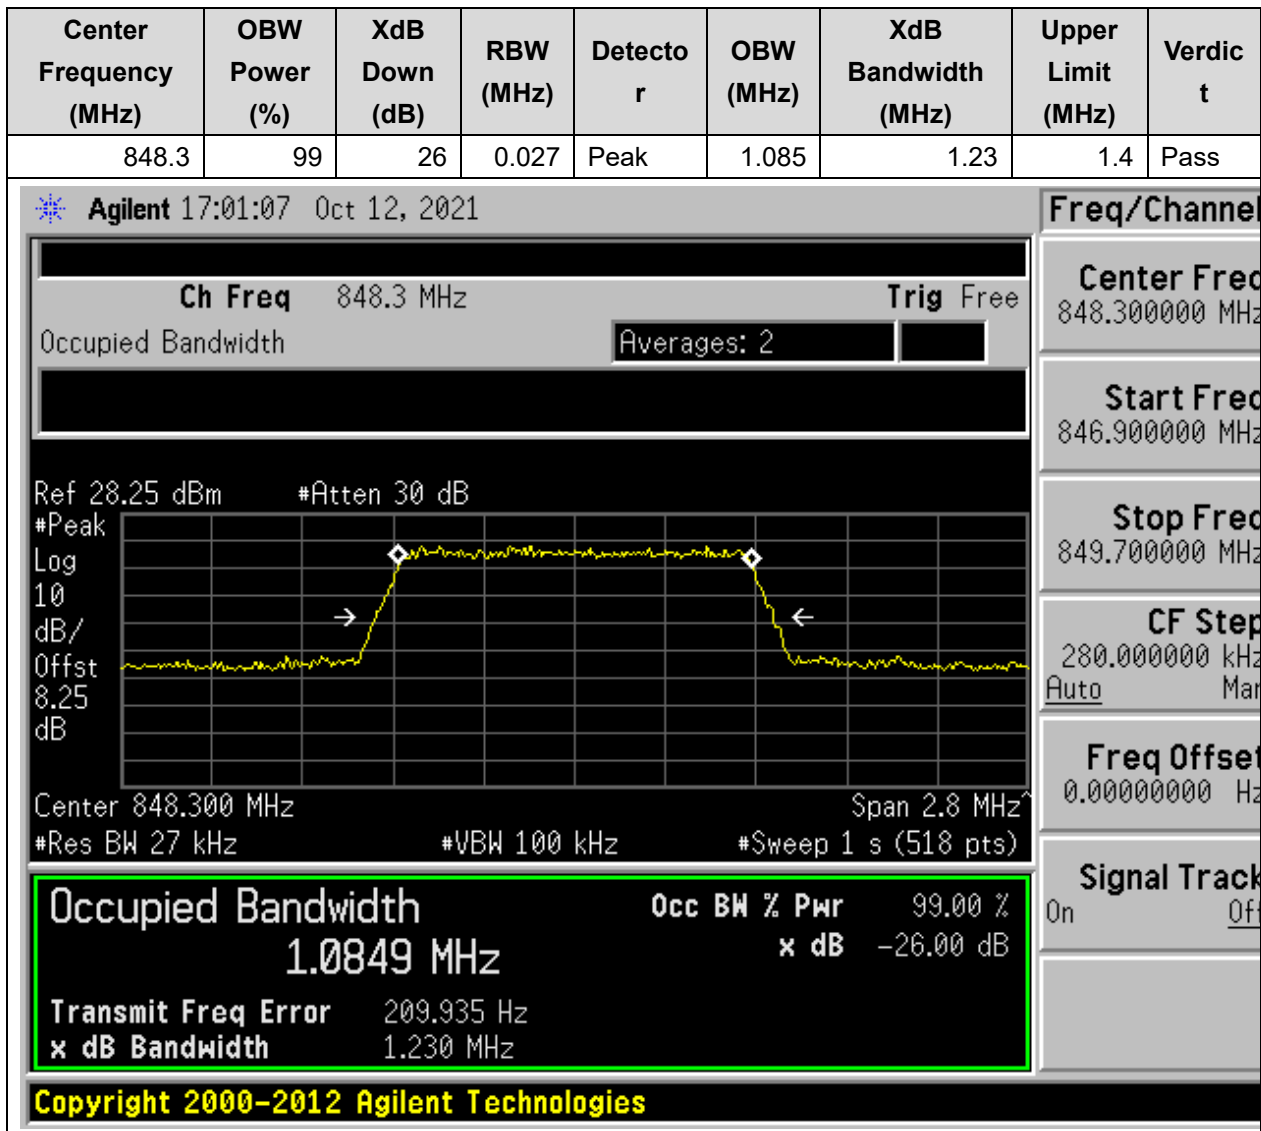 Center Frequency (MHz) OBW Power (%) XdB Down (dB) RBW (MHz) Detecto r OBW (MHz) XdB Bandwidth (MHz) Upper Limit (MHz) Verdic t
848.3 99 26 0.027 Peak 1.085 1.23 1.4 Pass
Agilent 17:01:07 Oct 12, 2021 Freq/Channel
Ch Freq 848.3 MHz Trig Free
Occupied Bandwidth Averages: 2
Center Freq
848.300000 MHz
Start Freq
846.900000 MHz
Stop Freq
849.700000 MHz
CF Step
280.000000 kHz
Auto Man
Freq Offset
0.00000000 Hz
Signal Track
On Off
Ref 28.25 dBm #Atten 30 dB
#Peak
Log
10
dB/
Offst
8.25
dB
Center 848.300 MHz Span 2.8 MHz^
#Res BW 27 kHz #VBW 100 kHz #Sweep 1 s (518 pts)
Occupied Bandwidth Occ BW % Pwr 99.00 %
1.0849 MHz x dB -26.00 dB
Transmit Freq Error 209.935 Hz
x dB Bandwidth 1.230 MHz
Copyright 2000-2012 Agilent Technologies